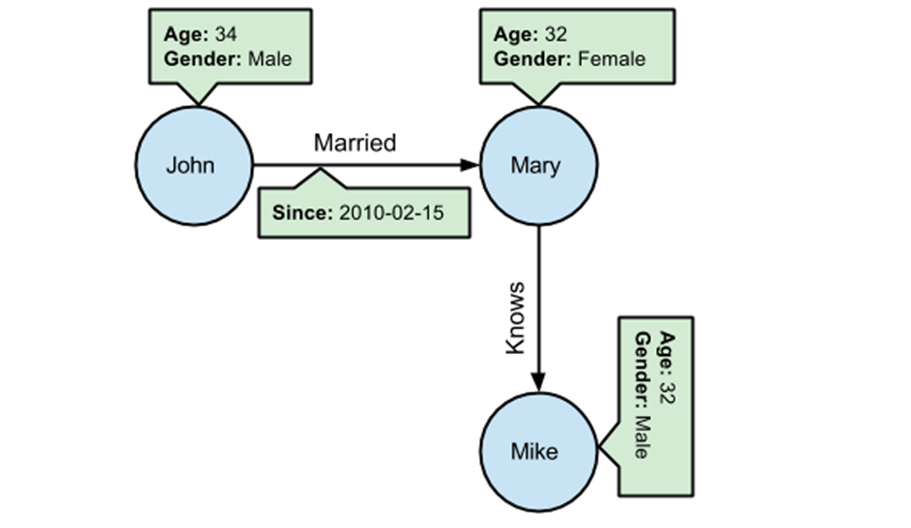 Age: 34
Gender: Male
Age: 32
Gender: Female
John
Married
Mary
Since: 2010-02-15
Knows
Age: 32
Gender: Male
Mike